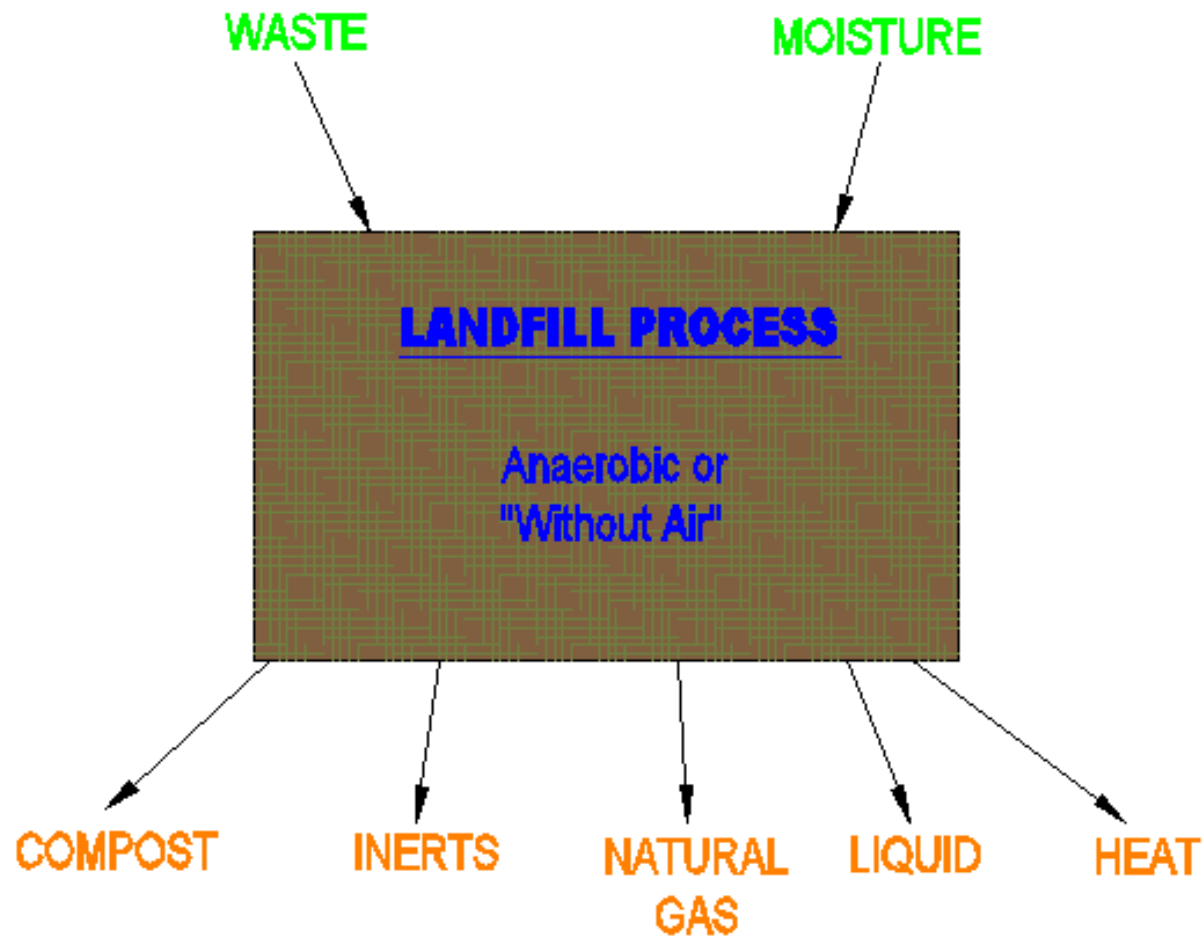 WASTE
MOISTURE
LANDFILL PROCESS
Anaerobic or
"Without Air"
COMPOST
INERTS
NATURAL
GAS
LIQUID
HEAT